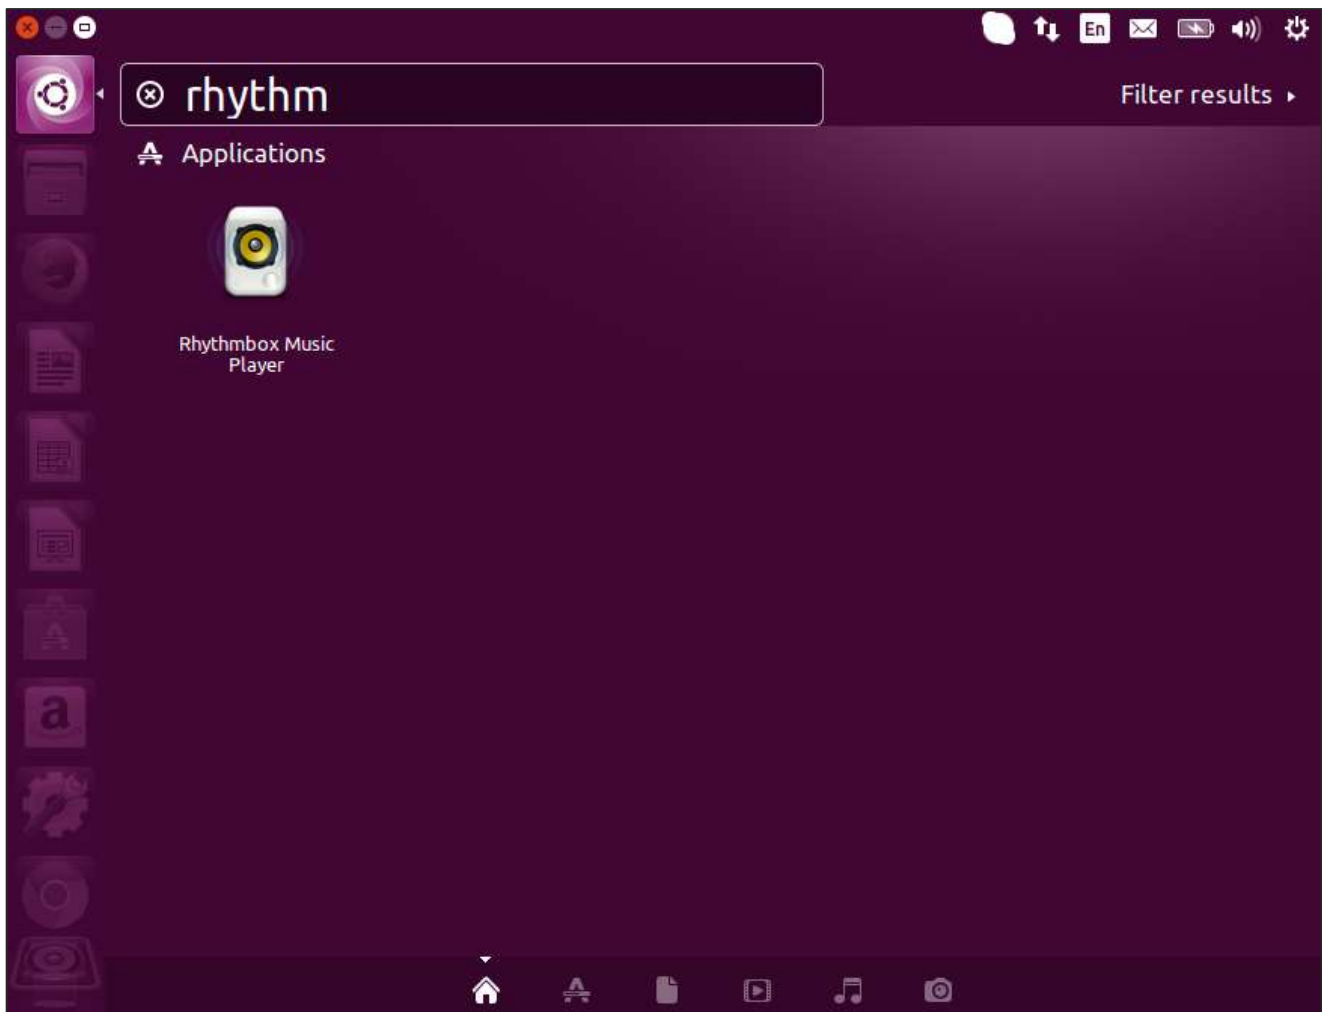 En
rhythm
Filter results
Applications
Rhythmbox Music
Player
a